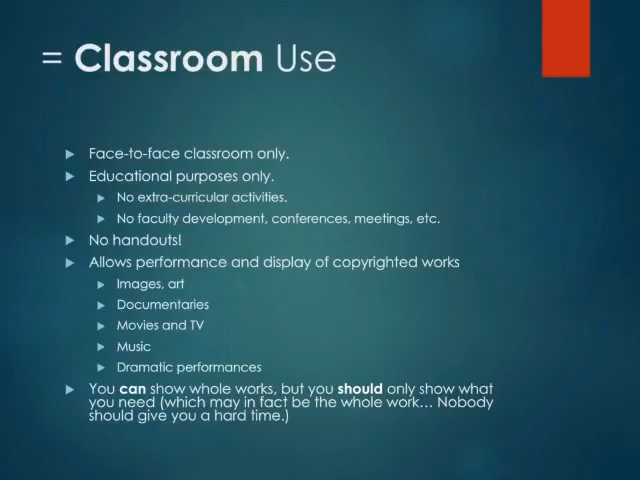 = Classroom Use
Face-to-face classroom only.
Educational purposes only.
No extra-curricular activities.
No faculty development, conferences, meetings, etc.
No handouts!
Allows performance and display of copyrighted works
Images, art
Documentaries
Movies and TV
Music
Dramatic performances
You can show whole works, but you should only show what
you need (which may in fact be the whole work... Nobody
should give you a hard time.)